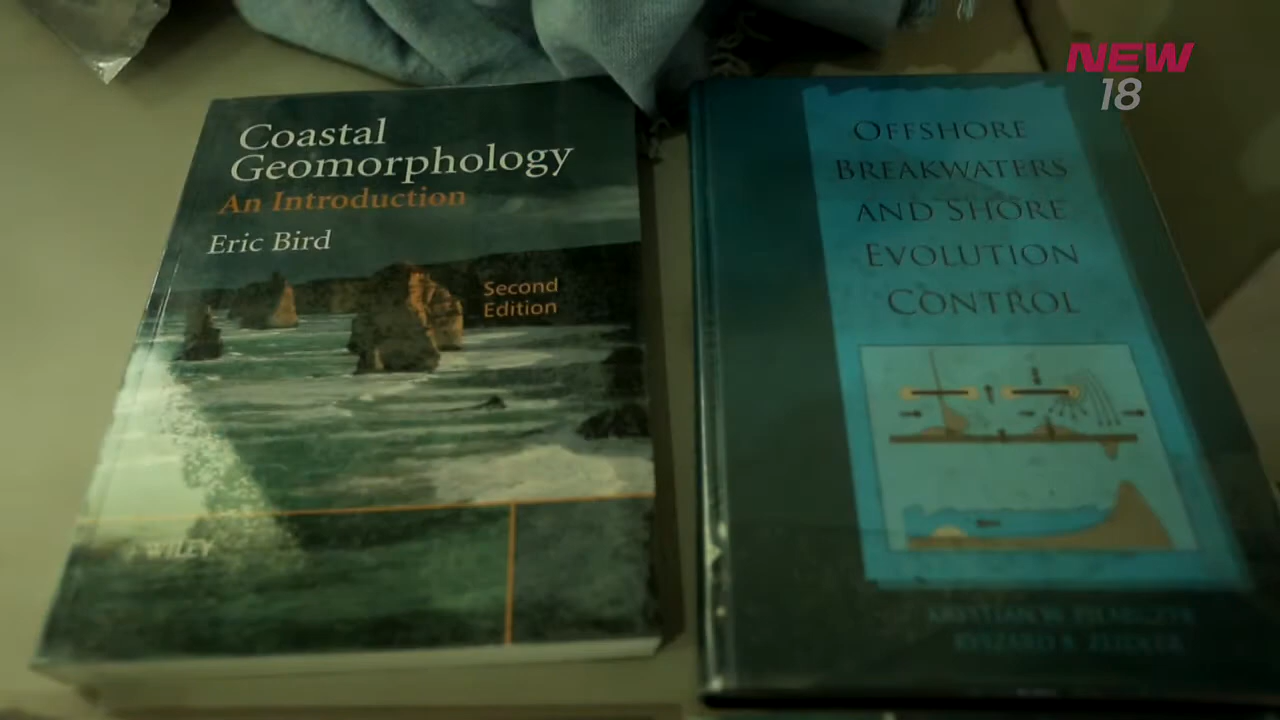 Coastal
Geomorphology
An Introduction
Eric Bird
Second
Edition
WILEY
OFFSHORE
BREAKWATERS
AND SHORE
EVOLUTION
CONTROL
NEW
18